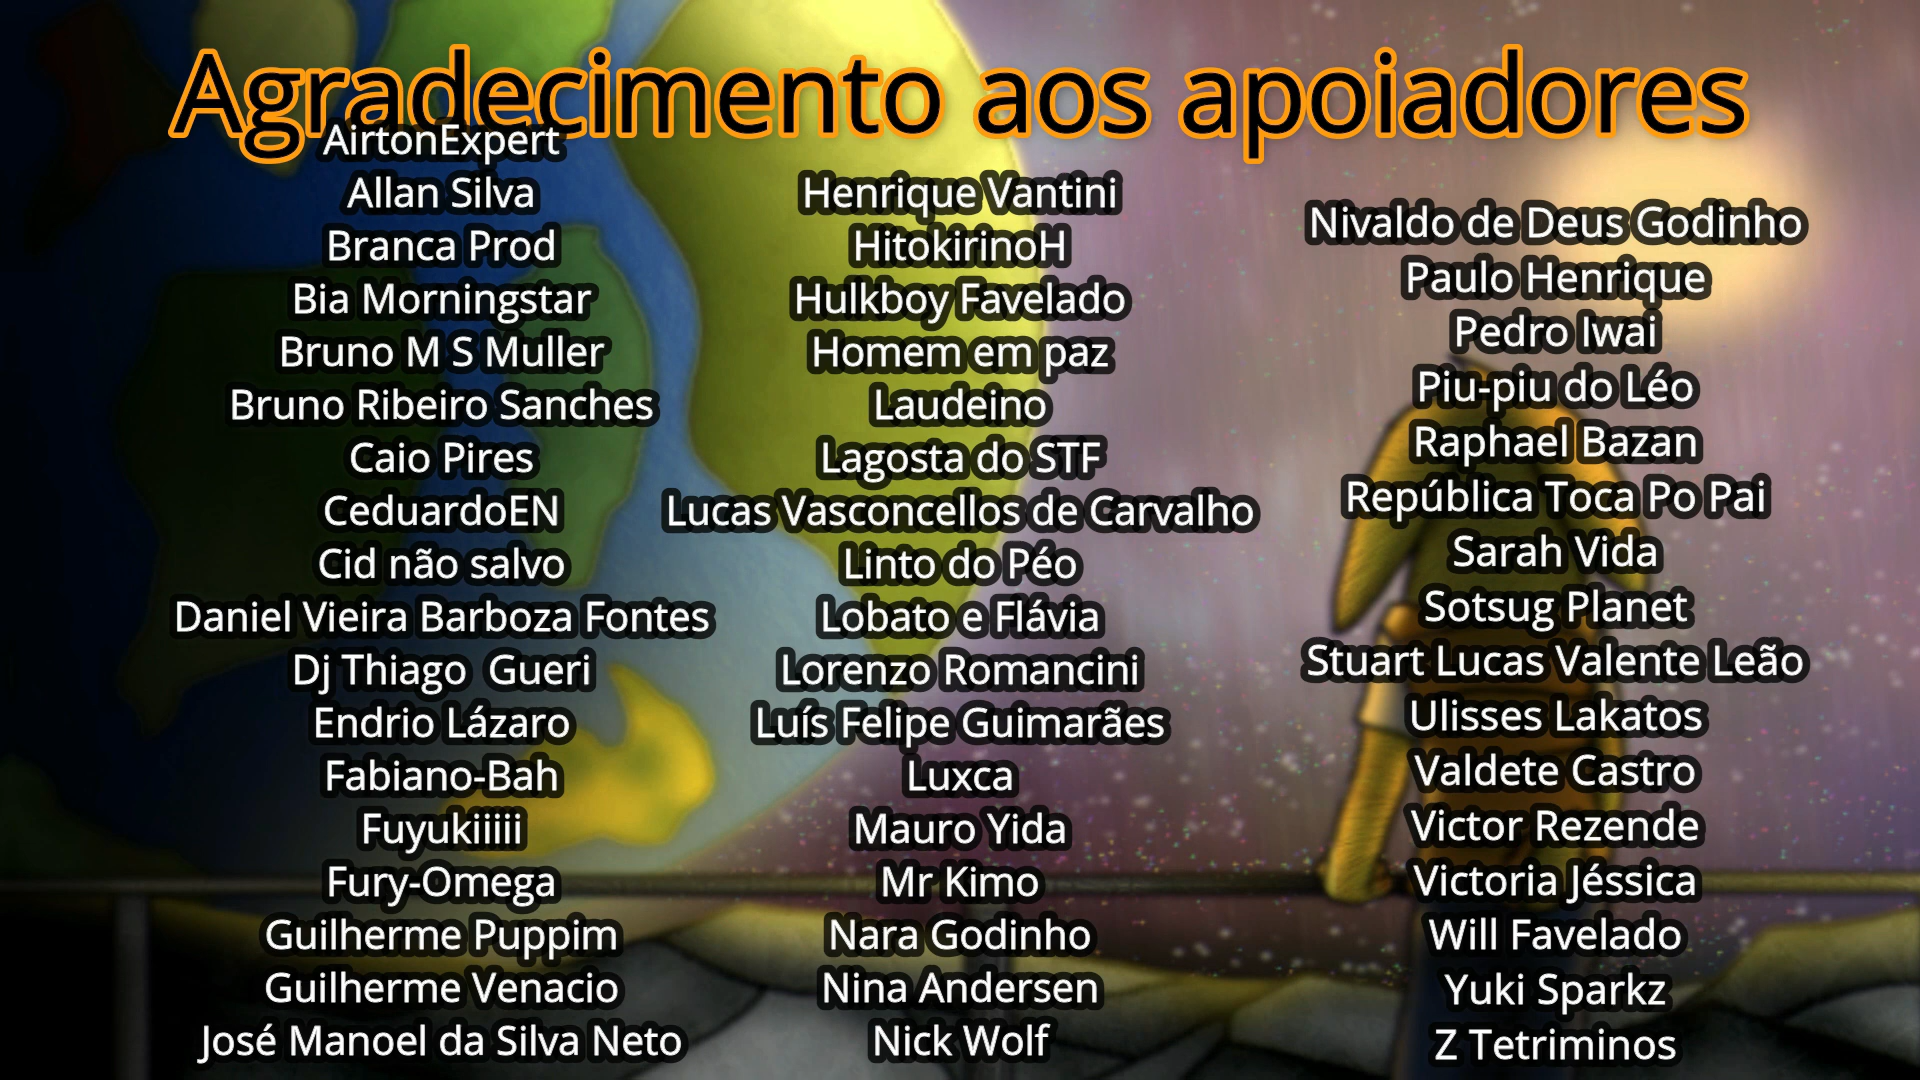 Agradecimento aos apoiadores
AirtonExpert
Allan Silva
Branca Prod
Bia Morningstar
Bruno M S Muller
Bruno Ribeiro Sanches
Caio Pires
CeduardoEN
Cid não salvo
Daniel Vieira Barboza Fontes
Dj Thiago  Gueri
Endrio Lázaro
Fabiano-Bah
Fuyukiiiii
Fury-Omega
Guilherme Puppim
Guilherme Venacio
José Manoel da Silva Neto
Henrique Vantini
HitokirinoH
Hulkboy Favelado
Homem em paz
Laudeino
Lagosta do STF
Lucas Vasconcellos de Carvalho
Linto do Péo
Lobato e Flávia
Lorenzo Romancini
Luís Felipe Guimarães
Luxca
Mauro Yida
Mr Kimo
Nara Godinho
Nina Andersen
Nick Wolf
Nivaldo de Deus Godinho
Paulo Henrique
Pedro Iwai
Piu-piu do Léo
Raphael Bazan
República Toca Po Pai
Sarah Vida
Sotsug Planet
Stuart Lucas Valente Leão
Ulisses Lakatos
Valdete Castro
Victor Rezende
Victoria Jéssica
Will Favelado
Yuki Sparkz
Z Tetriminos